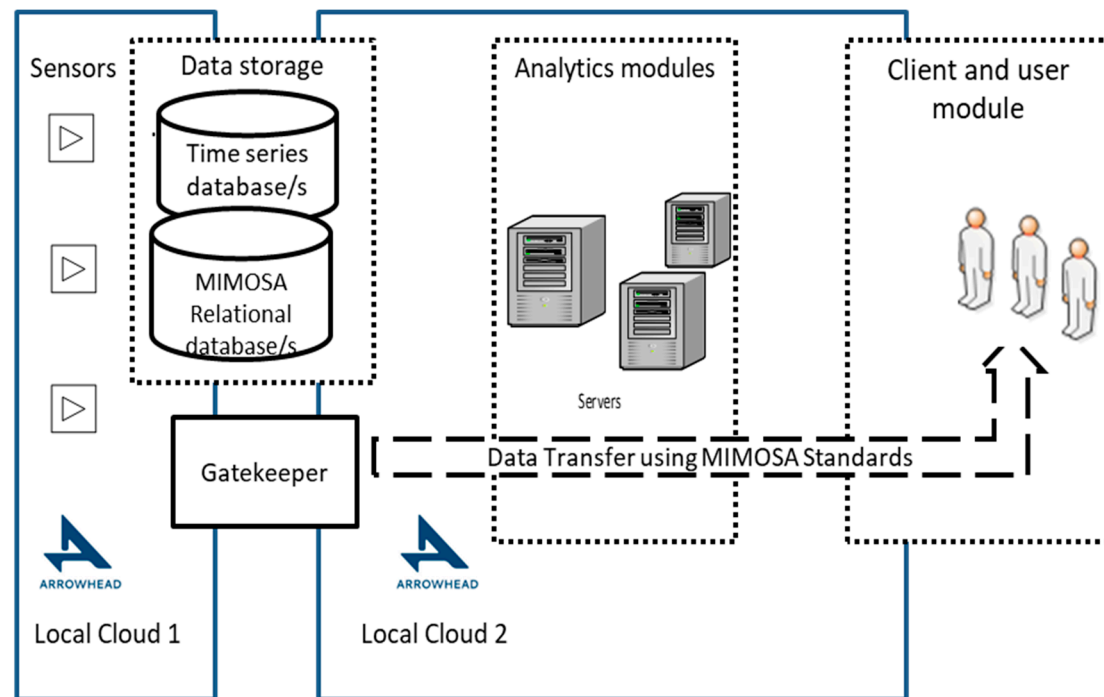 Sensors
Data storage
Time series
database/s
MIMOSA
Relational
database/s
Analytics modules
Servers
Client and user
module
Gatekeeper
Data Transfer using MIMOSA Standards
ARROWHEAD
Local Cloud 1
ARROWHEAD
Local Cloud 2